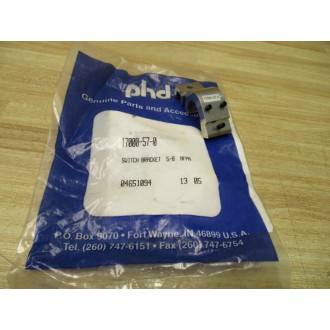 phd
Genuine Parts and Accessor
17000-57-0
SWITCH BRACKET 5-8
04651094 13 05
P.O. Box 9070 • Fort Wayne, IN 46899 U.S.A.
Tel. (260) 747-6151 • Fax (260) 747-6754